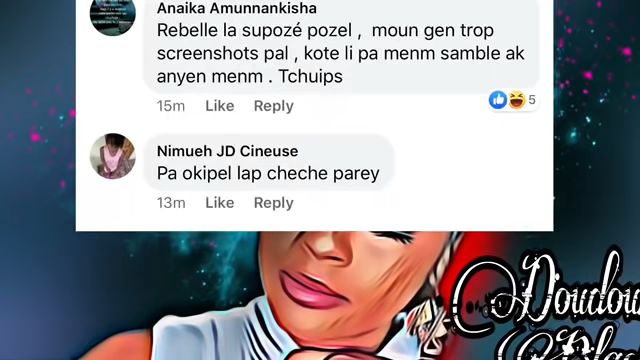 Anaika Amunnankisha
Rebelle la supozé pozel , moun gen trop
screenshots pal , kote li pa menm samble ak
anyen menm . Tchuips
15m Like Reply
5
Nimueh JD Cineuse
Pa okipel lap cheche parey
13m Like Reply